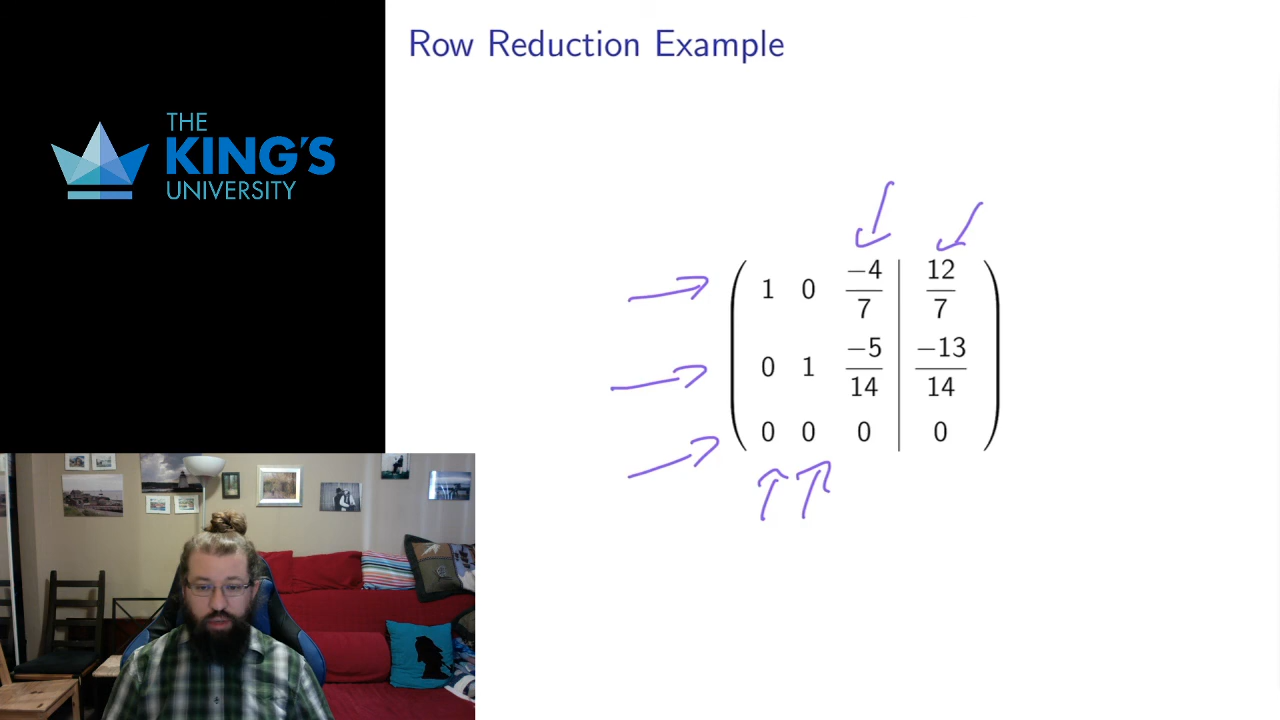 Row Reduction Example
THE
KING'S
UNIVERSITY
1 0 −4/7 | 12/7
0 1 −5/14 | −13/14
0 0 0 | 0